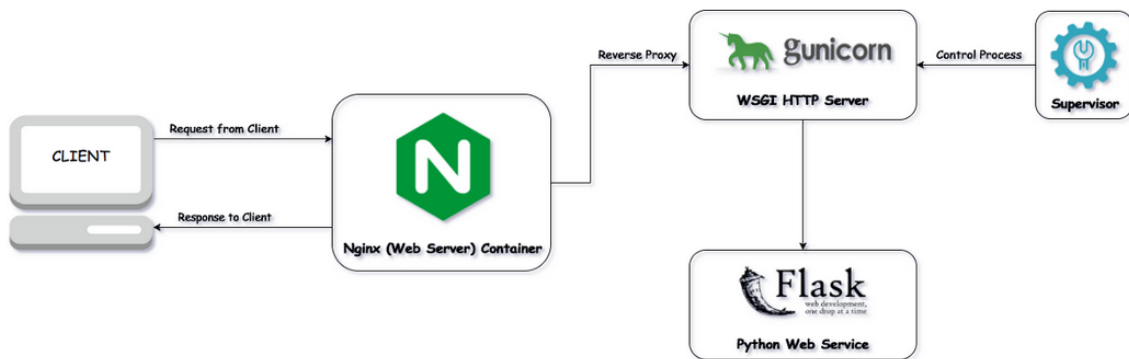 CLIENT
Request from Client
Response to Client
N
Nginx (Web Server) Container
Reverse Proxy
gunicorn
WSGI HTTP Server
Control Process
Supervisor
Flask
web development,
one drop at a time
Python Web Service